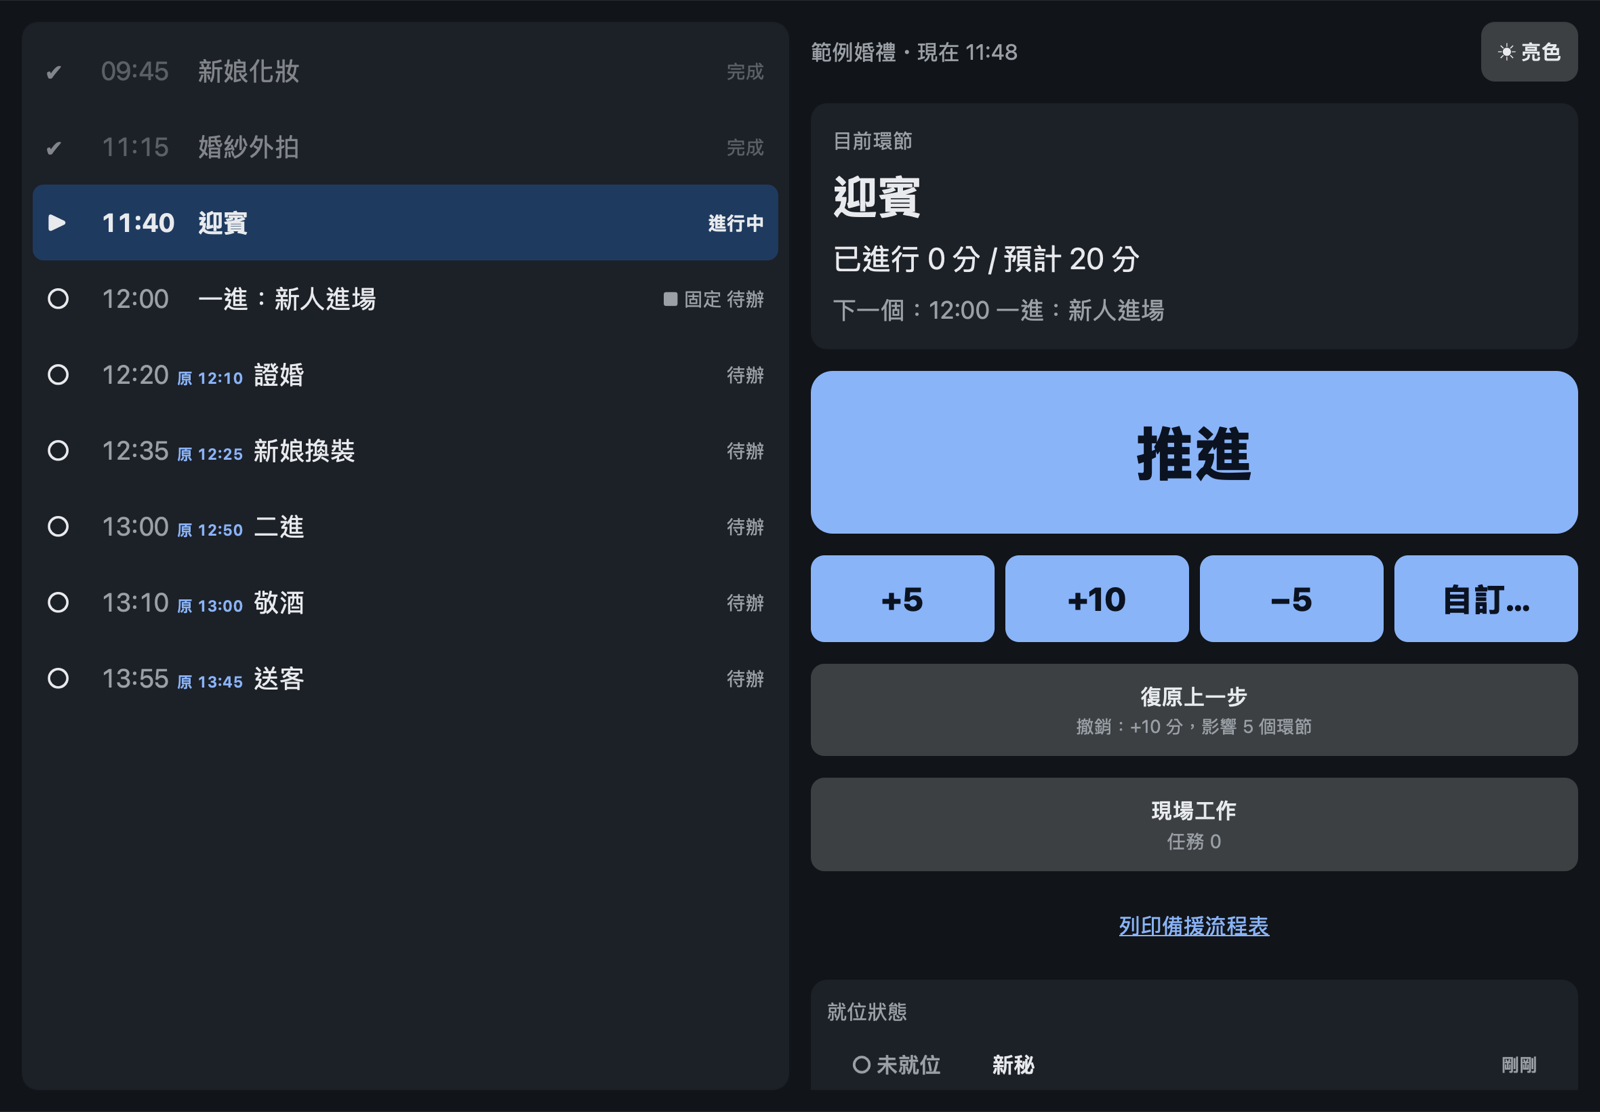 ✔ 09:45 新娘化妝 完成
✔ 11:15 婚紗外拍 完成
▶ 11:40 迎賓 進行中
12:00 一進：新人進場 ■ 固定 待辦
12:20 原 12:10 證婚 待辦
12:35 原 12:25 新娘換裝 待辦
13:00 原 12:50 二進 待辦
13:10 原 13:00 敬酒 待辦
13:55 原 13:45 送客 待辦
範例婚禮・現在 11:48
☀ 亮色
目前環節
迎賓
已進行 0 分 / 預計 20 分
下一個：12:00 一進：新人進場
推進
+5
+10
−5
自訂…
復原上一步
撤銷：+10 分，影響 5 個環節
現場工作
任務 0
列印備援流程表
就位狀態
未就位 新秘 剛剛